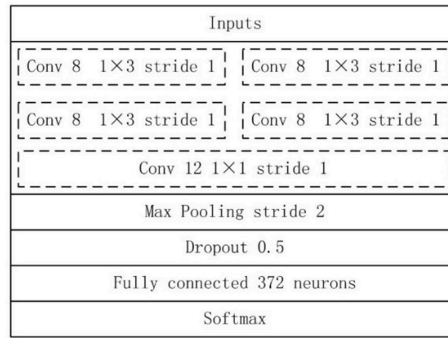 Inputs
Conv 8 1×3 stride 1 Conv 8 1×3 stride 1
Conv 8 1×3 stride 1 Conv 8 1×3 stride 1
Conv 12 1×1 stride 1
Max Pooling stride 2
Dropout 0.5
Fully connected 372 neurons
Softmax